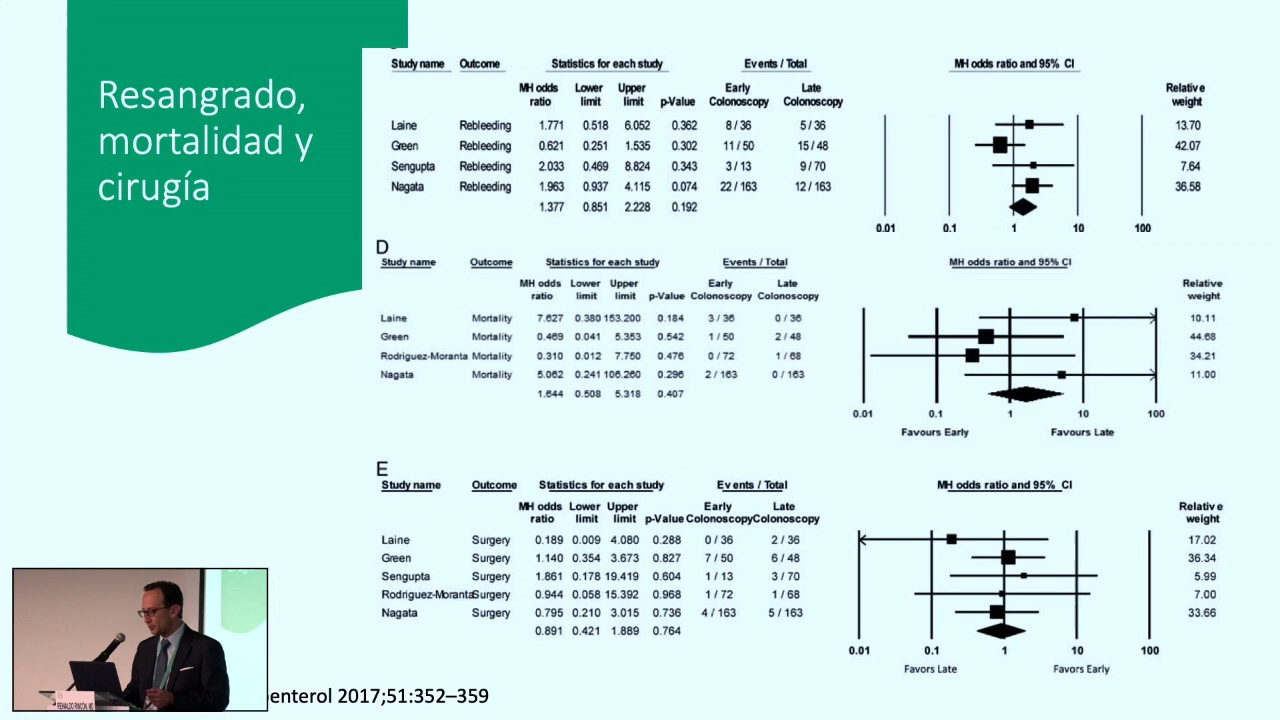 Resangrado,
mortalidad y
cirugía
Study name Outcome Statistics for each study Events / Total MH odds ratio and 95% CI
MH odds Lower Upper Early Late Relative
ratio limit limit p-Value Colonoscopy Colonoscopy weight
Laine Rebleeding 1.771 0.518 6.052 0.362 8 / 36 5 / 36 13.70
Green Rebleeding 0.621 0.251 1.535 0.302 11 / 50 15 / 48 42.07
Sengupta Rebleeding 2.033 0.469 8.824 0.343 3 / 13 9 / 70 7.64
Nagata Rebleeding 1.963 0.937 4.115 0.074 22 / 163 12 / 163 36.58
1.377 0.851 2.228 0.192
0.01 0.1 1 10 100
D
Study name Outcome Statistics for each study Events / Total MH odds ratio and 95% CI
MH odds Lower Upper Early Late Relative
ratio limit limit p-Value Colonoscopy Colonoscopy weight
Laine Mortality 7.627 0.380 153.200 0.184 3 / 36 0 / 36 10.11
Green Mortality 0.469 0.041 5.353 0.542 1 / 50 2 / 48 44.68
Rodriguez-Moranta Mortality 0.310 0.012 7.750 0.476 0 / 72 1 / 68 34.21
Nagata Mortality 5.062 0.241 106.260 0.296 2 / 163 0 / 163 11.00
1.644 0.508 5.318 0.407
0.01 0.1 1 10 100
Favours Early Favours Late
E
Study name Outcome Statistics for each study Events / Total MH odds ratio and 95% CI
MH odds Lower Upper Early Late Relative
ratio limit limit p-Value Colonoscopy Colonoscopy weight
Laine Surgery 0.189 0.009 4.080 0.288 0 / 36 2 / 36 17.02
Green Surgery 1.140 0.354 3.673 0.827 7 / 50 6 / 48 36.34
Sengupta Surgery 1.861 0.178 19.419 0.604 1 / 13 3 / 70 5.99
Rodriguez-Moranta Surgery 0.944 0.058 15.392 0.968 1 / 72 1 / 68 7.00
Nagata Surgery 0.795 0.210 3.015 0.736 4 / 163 5 / 163 33.66
0.891 0.421 1.889 0.764
0.01 0.1 1 10 100
Favors Late Favors Early
enterol 2017;51:352–359
REINALDO RINCÓN, MD